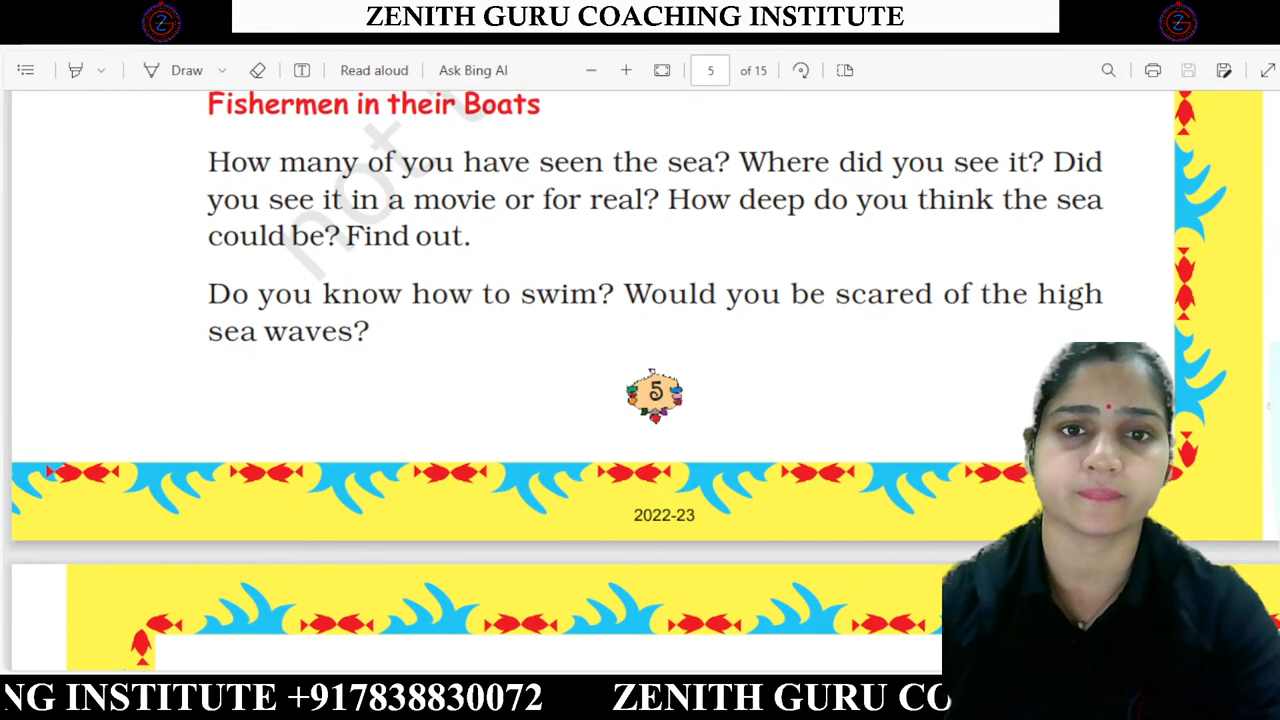 ZENITH GURU COACHING INSTITUTE
Draw
Read aloud
Ask Bing AI
5
of 15
Fishermen in their Boats
not
How many of you have seen the sea? Where did you see it? Did
you see it in a movie or for real? How deep do you think the sea
could be? Find out.
Do you know how to swim? Would you be scared of the high
sea waves?
5
2022-23
NG INSTITUTE +917838830072
ZENITH GURU CO